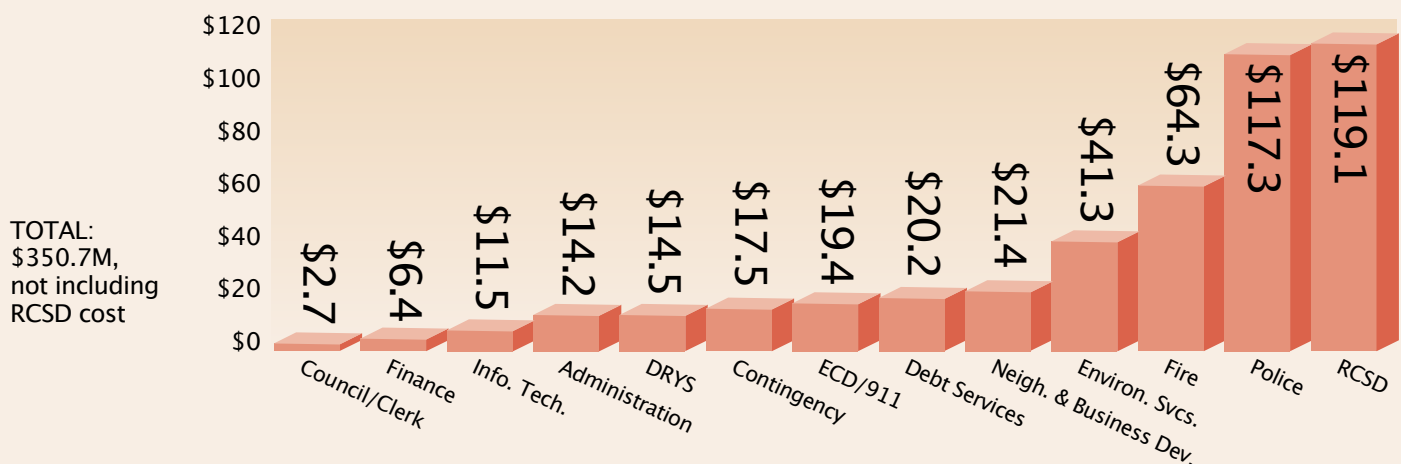 $120
$100
$80
$60
$40
$20
$0
TOTAL:
$350.7M,
not including
RCSD cost
$2.7
$6.4
$11.5
$14.2
$14.5
$17.5
$19.4
$20.2
$21.4
$41.3
$64.3
$117.3
$119.1
Council/Clerk
Finance
Info. Tech.
Administration
DRYS
Contingency
ECD/911
Debt Services
Neigh. & Business Dev.
Environ. Svcs.
Fire
Police
RCSD